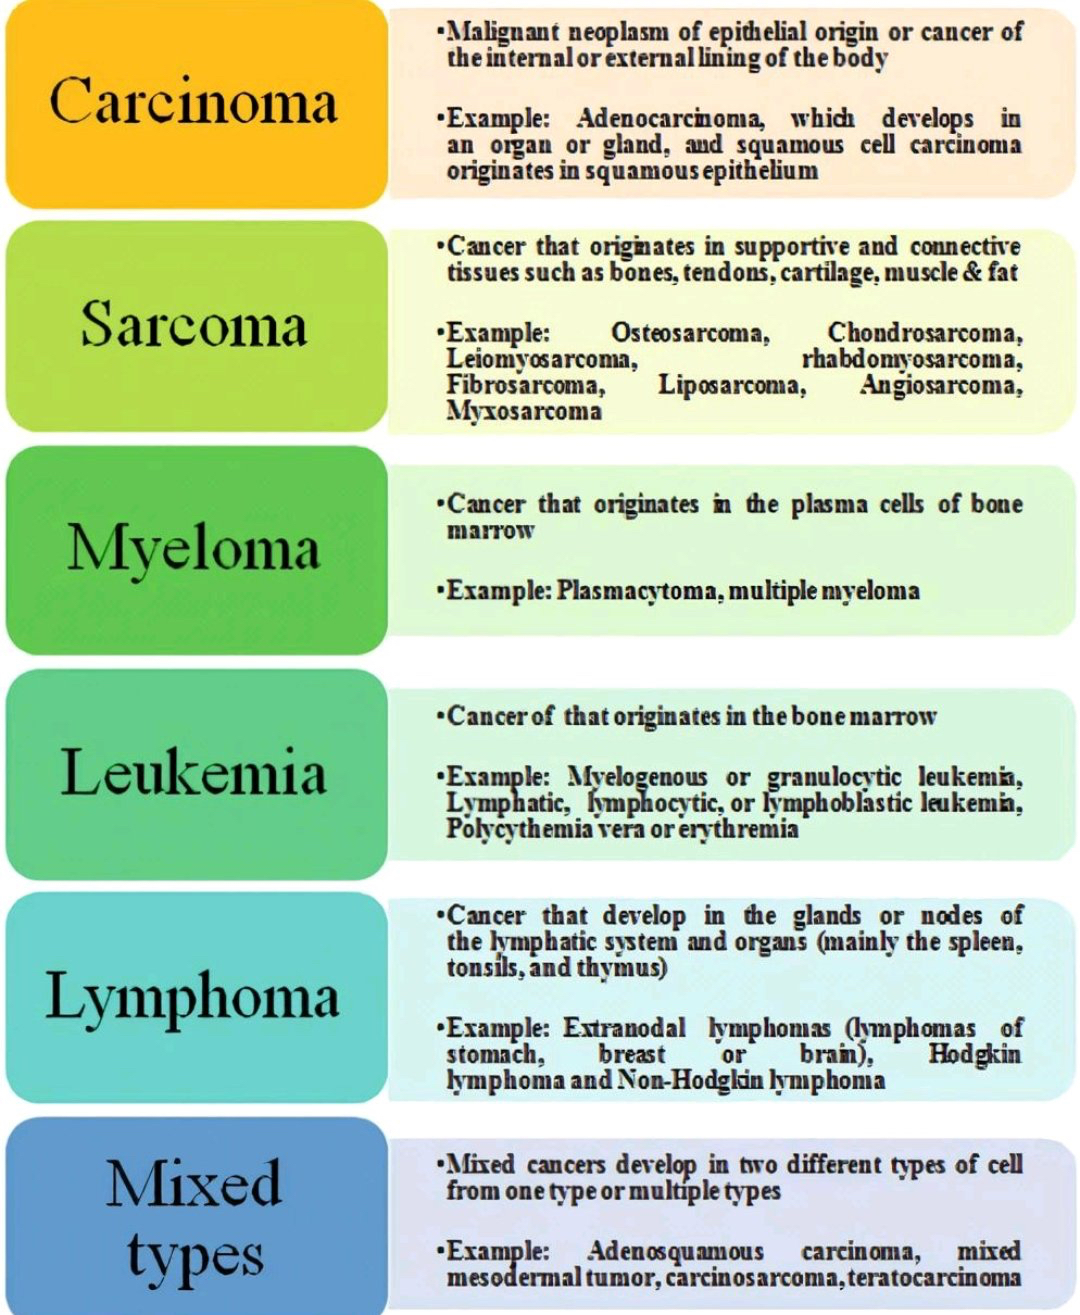 Carcinoma
•Malignant neoplasm of epithelial origin or cancer of
the internal or external lining of the body
•Example: Adenocarcinoma, which develops in
an organ or gland, and squamous cell carcinoma
originates in squamous epithelium
Sarcoma
•Cancer that originates in supportive and connective
tissues such as bones, tendons, cartilage, muscle & fat
•Example: Osteosarcoma, Chondrosarcoma,
Leiomyosarcoma, rhabdomyosarcoma,
Fibrosarcoma, Liposarcoma, Angiosarcoma,
Myxosarcoma
Myeloma
•Cancer that originates in the plasma cells of bone
marrow
•Example: Plasmacytoma, multiple myeloma
Leukemia
•Cancer of that originates in the bone marrow
•Example: Myelogenous or granulocytic leukemia,
Lymphatic, lymphocytic, or lymphoblastic leukemia,
Polycythemia vera or erythremia
Lymphoma
•Cancer that develop in the glands or nodes of
the lymphatic system and organs (mainly the spleen,
tonsils, and thymus)
•Example: Extranodal lymphomas (lymphomas of
stomach, breast or brain), Hodgkin
lymphoma and Non-Hodgkin lymphoma
Mixed
types
•Mixed cancers develop in two different types of cell
from one type or multiple types
•Example: Adenosquamous carcinoma, mixed
mesodermal tumor, carcinosarcoma, teratocarcinoma